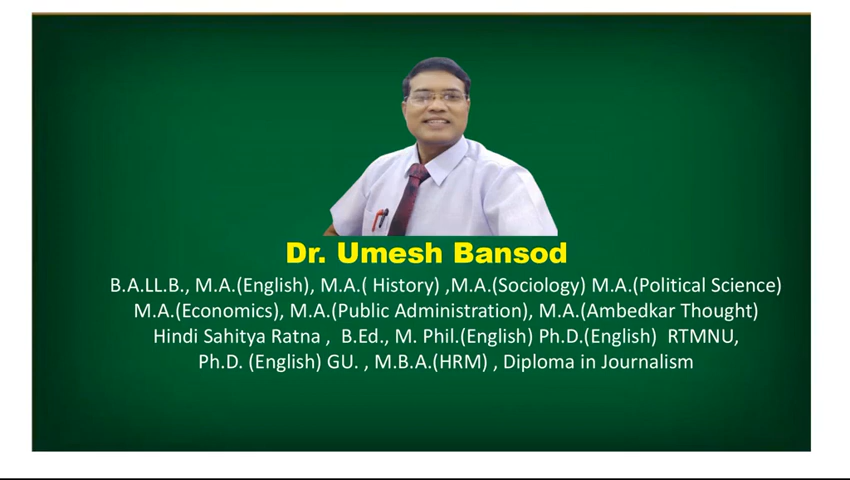 Dr. Umesh Bansod
B.A.LL.B., M.A.(English), M.A.( History) ,M.A.(Sociology) M.A.(Political Science)
M.A.(Economics), M.A.(Public Administration), M.A.(Ambedkar Thought)
Hindi Sahitya Ratna , B.Ed., M. Phil.(English) Ph.D.(English) RTMNU,
Ph.D. (English) GU. , M.B.A.(HRM) , Diploma in Journalism